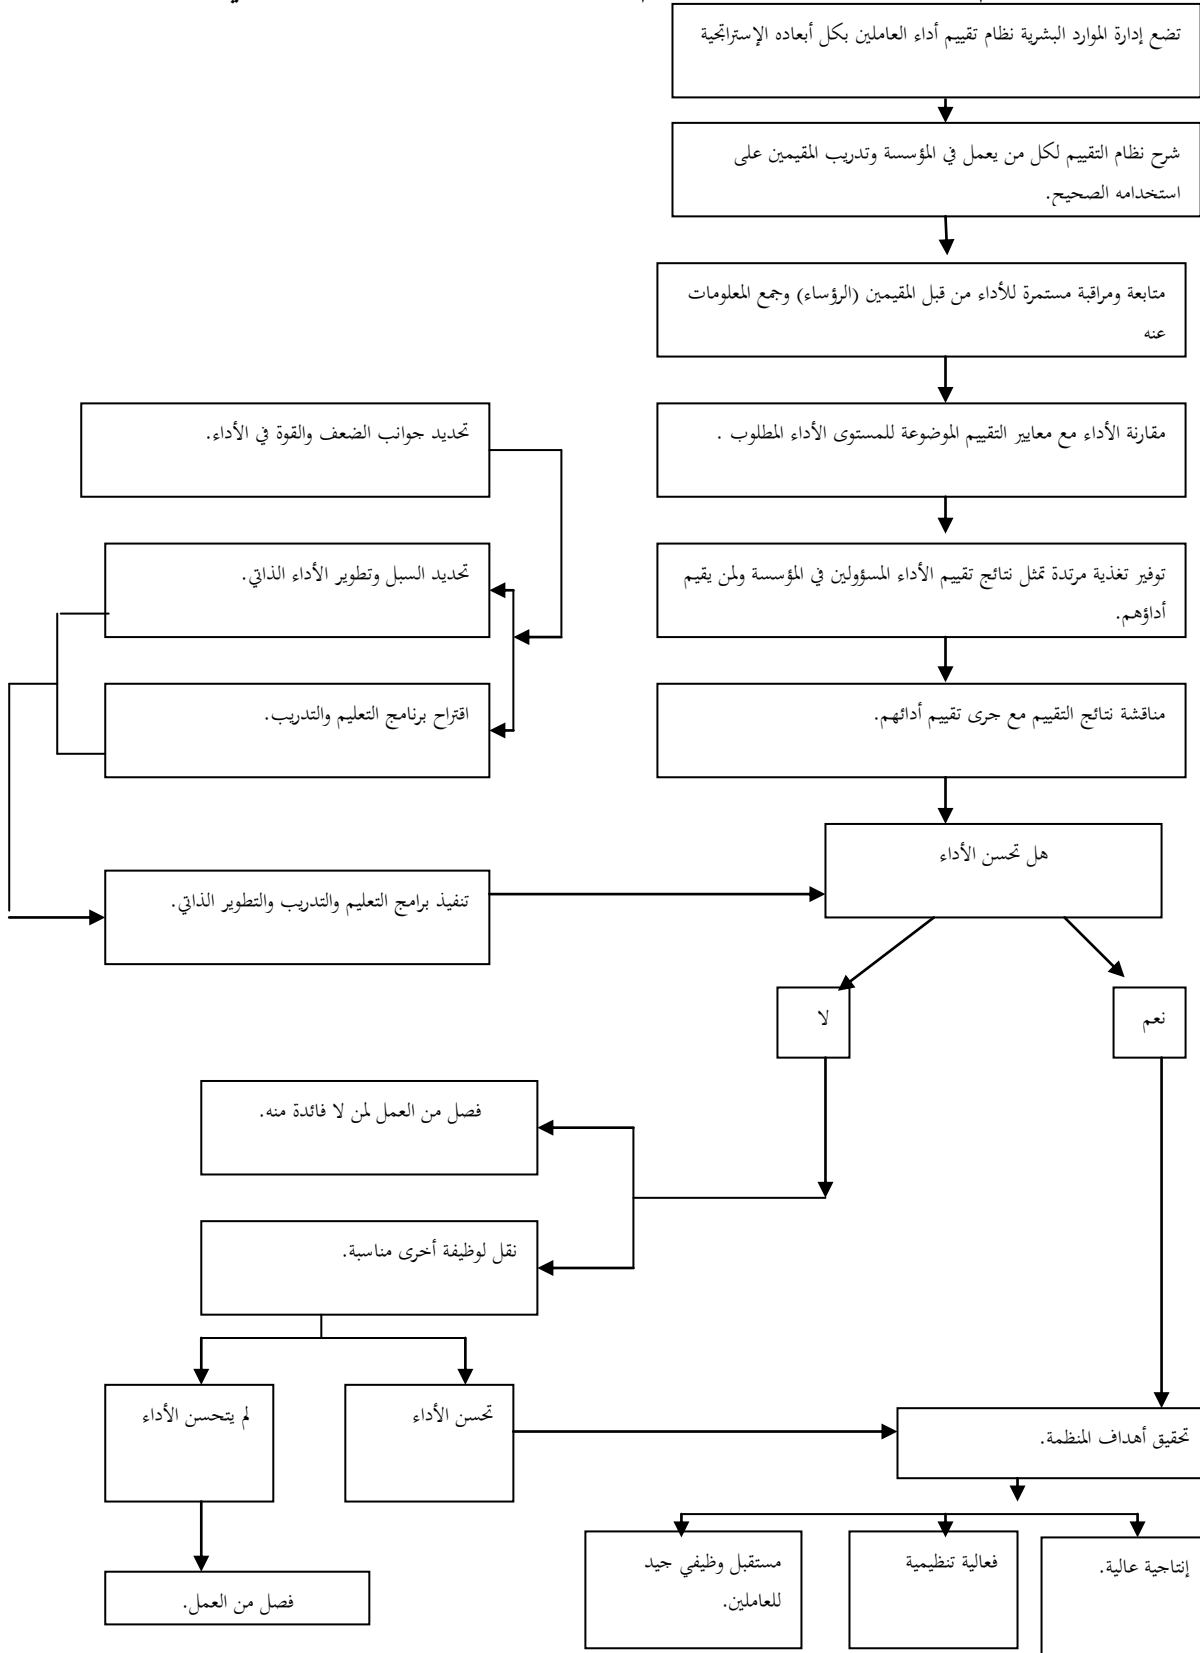 تضع إدارة الموارد البشرية نظام تقييم أداء العاملين بكل أبعاده الإستراتجية
شرح نظام التقييم لكل من يعمل في المؤسسة وتدريب المقيمين على
استخدامه الصحيح.
متابعة ومراقبة مستمرة للأداء من قبل المقيمين (الرؤساء) وجمع المعلومات
عنه
مقارنة الأداء مع معايير التقييم الموضوعة للمستوى الأداء المطلوب .
تحديد جوانب الضعف والقوة في الأداء.
توفير تغذية مرتدة تمثل نتائج تقييم الأداء المسؤولين في المؤسسة ولمن يقيم
أداؤهم.
تحديد السبل وتطوير الأداء الذاتي.
مناقشة نتائج التقييم مع جرى تقييم أدائهم.
اقتراح برنامج التعليم والتدريب.
هل تحسن الأداء
تنفيذ برامج التعليم والتدريب والتطوير الذاتي.
نعم
لا
فصل من العمل لمن لا فائدة منه.
نقل لوظيفة أخرى مناسبة.
تحسن الأداء
لم يتحسن الأداء
تحقيق أهداف المنظمة.
إنتاجية عالية.
فعالية تنظيمية
مستقبل وظيفي جيد
للعاملين.
فصل من العمل.